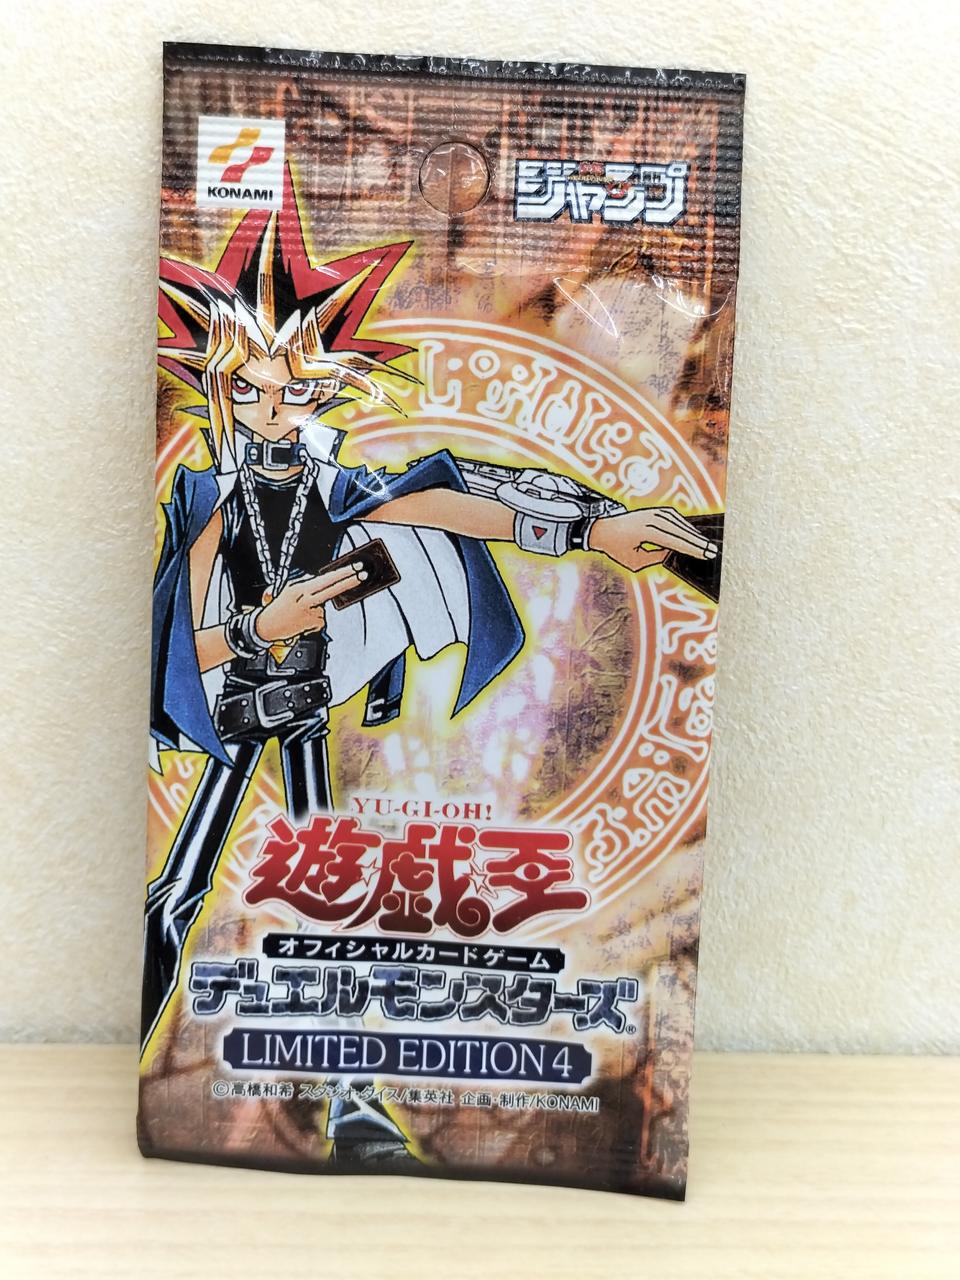 KONAMI
ジャンプ
YU-GI-OH!
遊戯王
オフィシャルカードゲーム
デュエルモンスターズ®
LIMITED EDITION 4
©高橋和希 スタジオ・ダイス/集英社 企画・制作/KONAMI